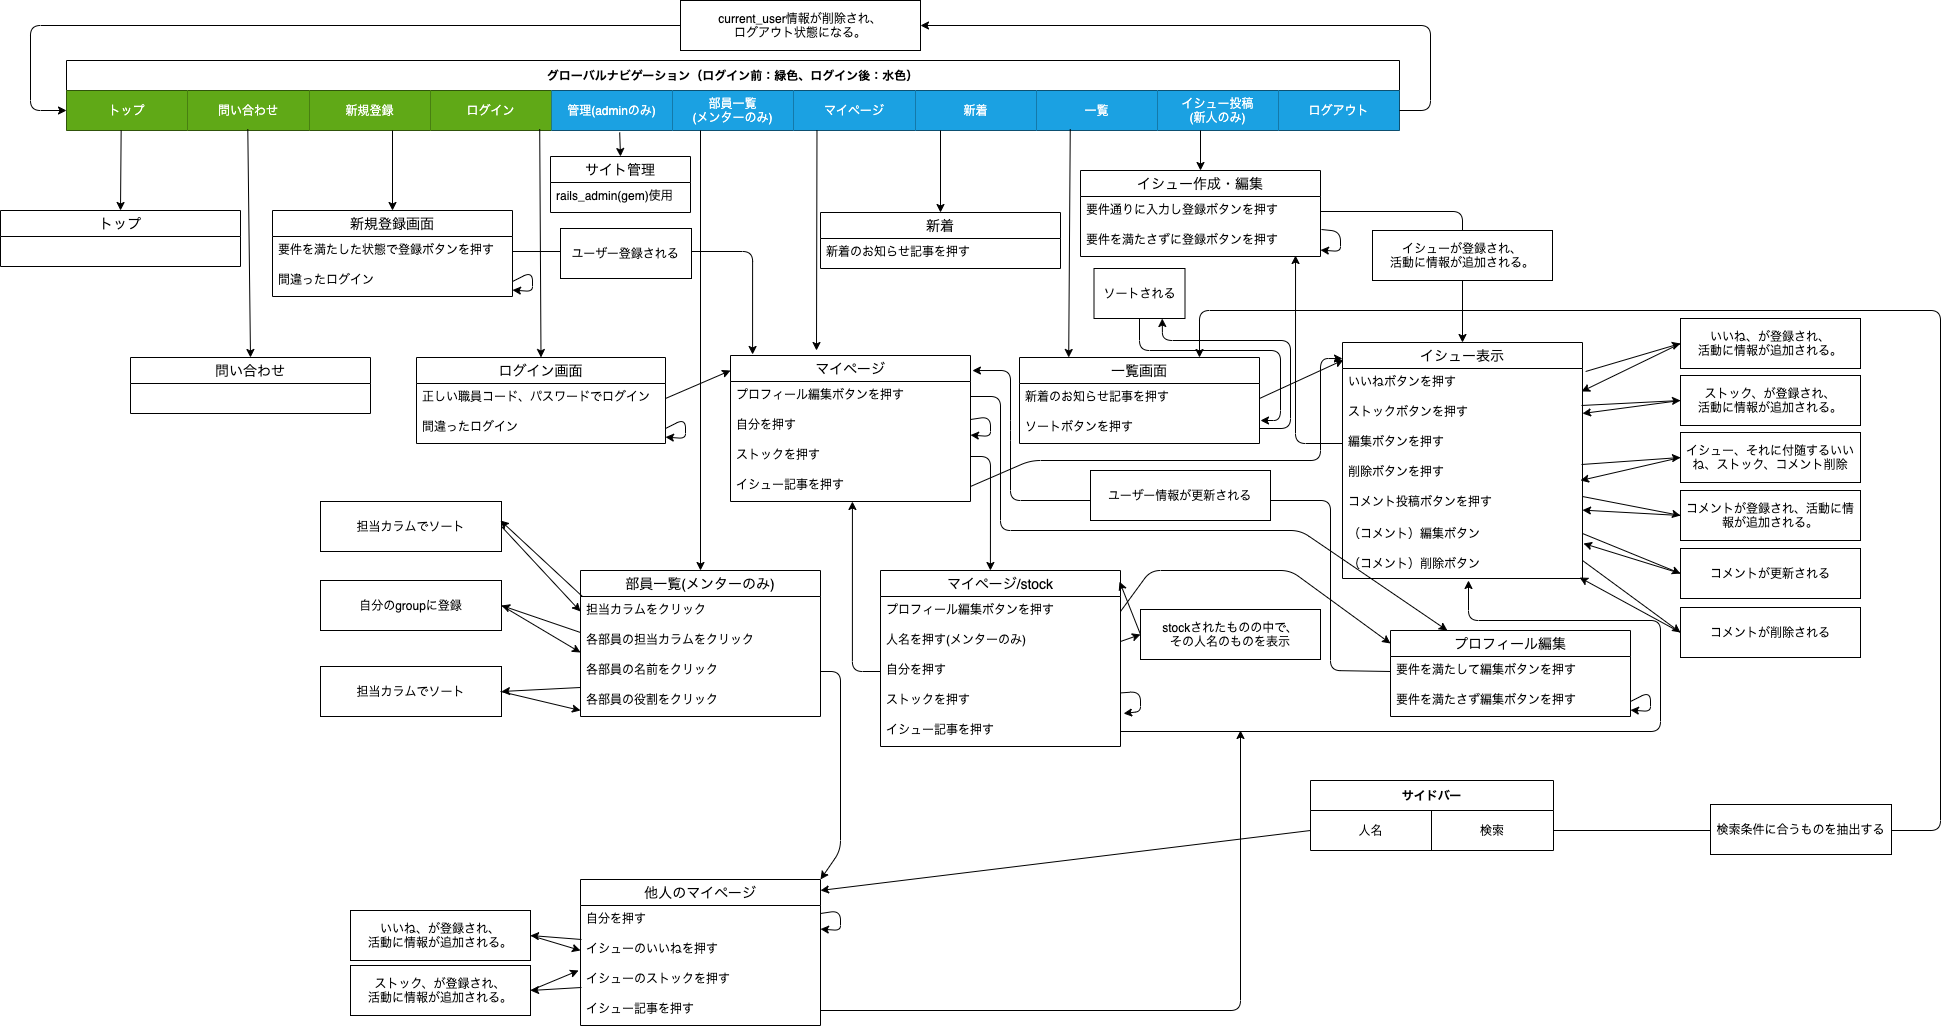 current_user情報が削除され、
ログアウト状態になる。
グローバルナビゲーション（ログイン前：緑色、ログイン後：水色）
トップ
問い合わせ
新規登録
ログイン
管理(adminのみ)
部員一覧
(メンターのみ)
マイページ
新着
一覧
イシュー投稿
(新人のみ)
ログアウト
サイト管理
rails_admin(gem)使用
トップ
新規登録画面
要件を満たした状態で登録ボタンを押す
間違ったログイン
ユーザー登録される
新着
新着のお知らせ記事を押す
イシュー作成・編集
要件通りに入力し登録ボタンを押す
要件を満たさずに登録ボタンを押す
イシューが登録され、
活動に情報が追加される。
ソートされる
問い合わせ
ログイン画面
正しい職員コード、パスワードでログイン
間違ったログイン
マイページ
プロフィール編集ボタンを押す
自分を押す
ストックを押す
イシュー記事を押す
一覧画面
新着のお知らせ記事を押す
ソートボタンを押す
イシュー表示
いいねボタンを押す
ストックボタンを押す
編集ボタンを押す
削除ボタンを押す
コメント投稿ボタンを押す
（コメント）編集ボタン
（コメント）削除ボタン
いいね、が登録され、
活動に情報が追加される。
ストック、が登録され、
活動に情報が追加される。
イシュー、それに付随するいい
ね、ストック、コメント削除
コメントが登録され、活動に情
報が追加される。
コメントが更新される
コメントが削除される
ユーザー情報が更新される
担当カラムでソート
自分のgroupに登録
担当カラムでソート
部員一覧(メンターのみ)
担当カラムをクリック
各部員の担当カラムをクリック
各部員の名前をクリック
各部員の役割をクリック
マイページ/stock
プロフィール編集ボタンを押す
人名を押す(メンターのみ)
自分を押す
ストックを押す
イシュー記事を押す
stockされたものの中で、
その人名のものを表示
プロフィール編集
要件を満たして編集ボタンを押す
要件を満たさず編集ボタンを押す
サイドバー
人名
検索
検索条件に合うものを抽出する
他人のマイページ
自分を押す
イシューのいいねを押す
イシューのストックを押す
イシュー記事を押す
いいね、が登録され、
活動に情報が追加される。
ストック、が登録され、
活動に情報が追加される。